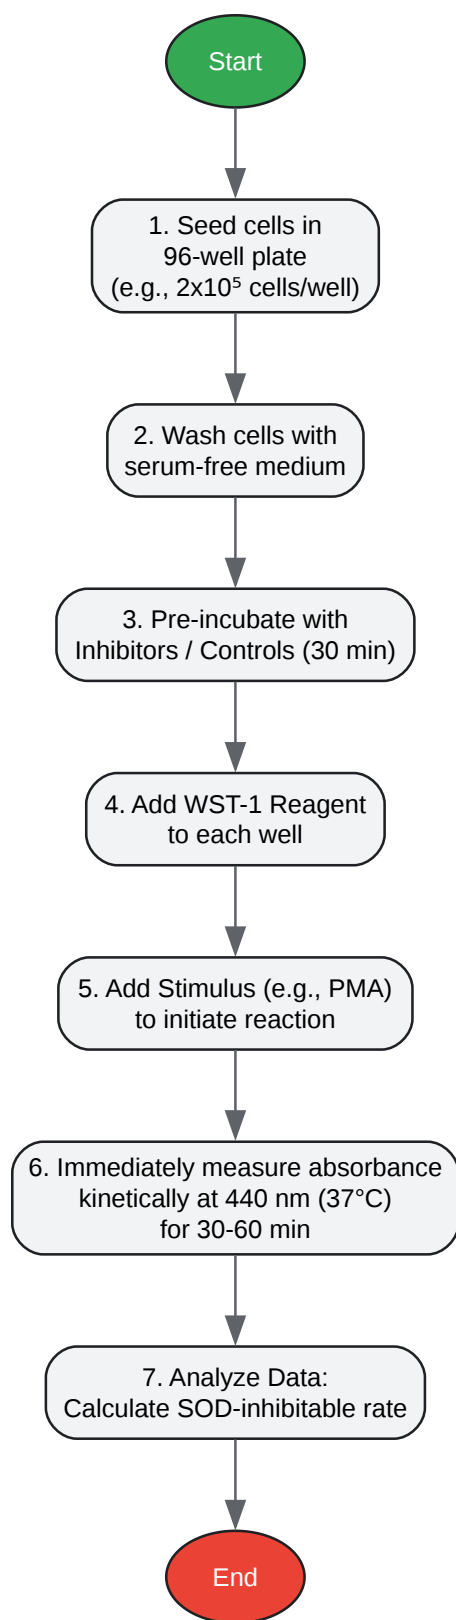 Start
1. Seed cells in
96-well plate
(e.g., 2x10⁵ cells/well)
2. Wash cells with
serum-free medium
3. Pre-incubate with
Inhibitors / Controls (30 min)
4. Add WST-1 Reagent
to each well
5. Add Stimulus (e.g., PMA)
to initiate reaction
6. Immediately measure absorbance
kinetically at 440 nm (37°C)
for 30-60 min
7. Analyze Data:
Calculate SOD-inhibitable rate
End